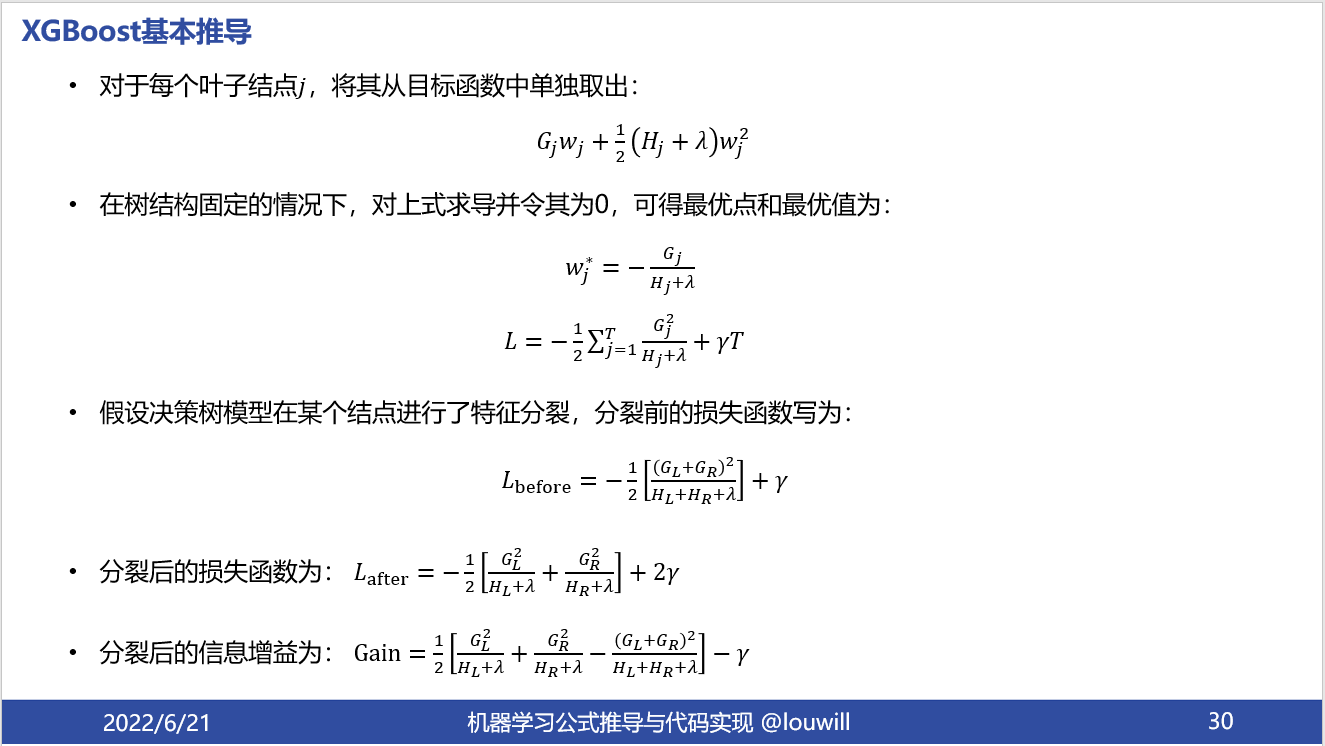 XGBoost基本推导
• 对于每个叶子结点j，将其从目标函数中单独取出：
$G_j w_j + \frac{1}{2}(H_j + \lambda)w_j^2$
• 在树结构固定的情况下，对上式求导并令其为0，可得最优点和最优值为：
$w_j^* = -\frac{G_j}{H_j+\lambda}$
$L = -\frac{1}{2}\sum_{j=1}^{T}\frac{G_j^2}{H_j+\lambda} + \gamma T$
• 假设决策树模型在某个结点进行了特征分裂，分裂前的损失函数写为：
$L_{\text{before}} = -\frac{1}{2}\left[\frac{(G_L+G_R)^2}{H_L+H_R+\lambda}\right] + \gamma$
• 分裂后的损失函数为： $L_{\text{after}} = -\frac{1}{2}\left[\frac{G_L^2}{H_L+\lambda} + \frac{G_R^2}{H_R+\lambda}\right] + 2\gamma$
• 分裂后的信息增益为： $\text{Gain} = \frac{1}{2}\left[\frac{G_L^2}{H_L+\lambda} + \frac{G_R^2}{H_R+\lambda} - \frac{(G_L+G_R)^2}{H_L+H_R+\lambda}\right] - \gamma$
2022/6/21 机器学习公式推导与代码实现 @louwill 30